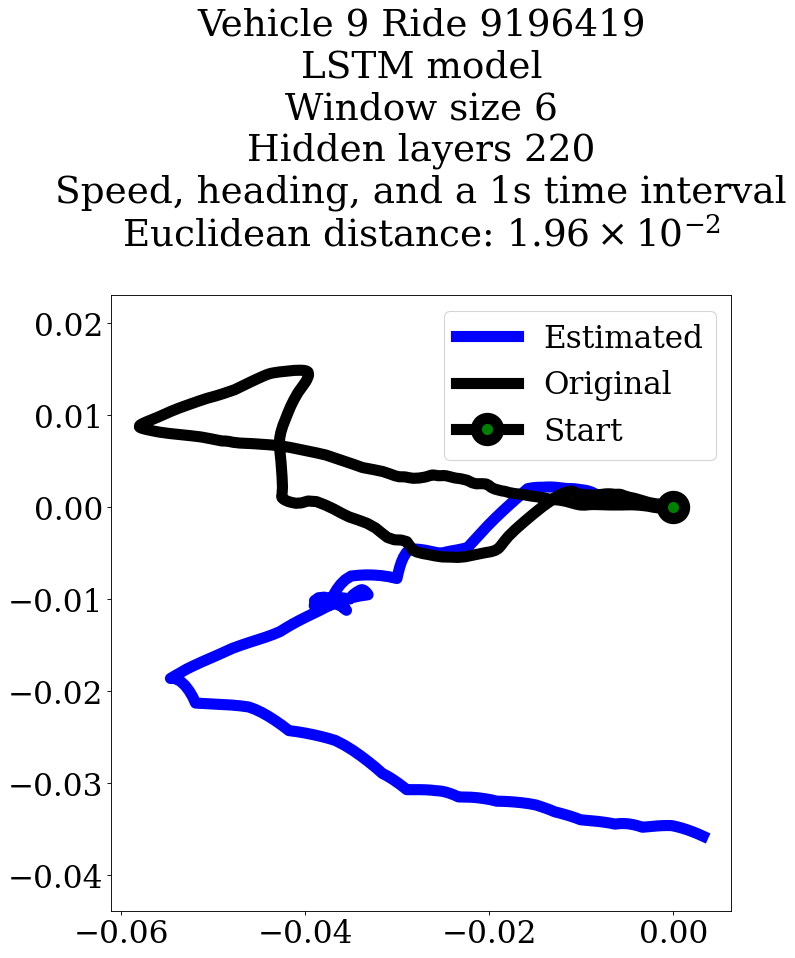 Vehicle 9 Ride 9196419
LSTM model
Window size 6
Hidden layers 220
Speed, heading, and a 1s time interval
Euclidean distance: 1.96 × 10⁻²
Estimated
Original
Start
0.02
0.01
0.00
−0.01
−0.02
−0.03
−0.04
−0.06 −0.04 −0.02 0.00